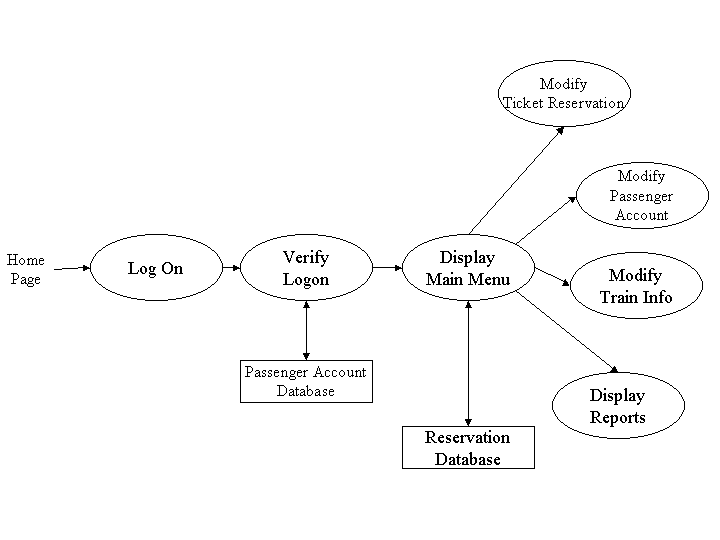 Modify
Ticket Reservation
Modify
Passenger
Account
Home
Page
Log On
Verify
Logon
Display
Main Menu
Modify
Train Info
Passenger Account
Database
Display
Reports
Reservation
Database